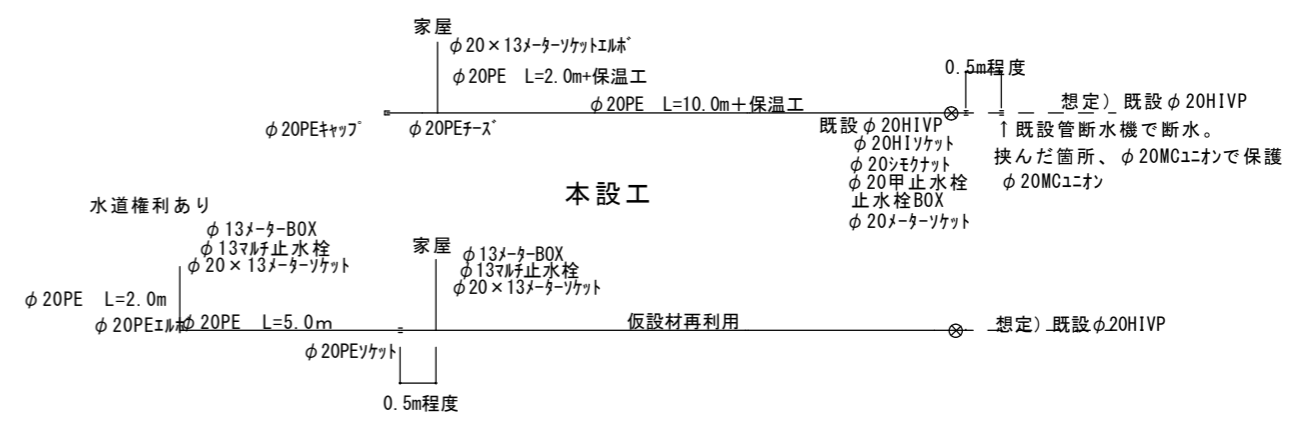 家屋
φ20×13ﾒｰﾀｰｿｹｯﾄｴﾙﾎﾞ
φ20PE L=2.0m+保温工
φ20PE L=10.0m＋保温工
0.5m程度
想定）既設φ20HIVP
φ20PEｷｬｯﾌﾟ
φ20PEﾁｰｽﾞ
既設φ20HIVP
φ20HIｿｹｯﾄ
φ20ｼﾓｸﾅｯﾄ
φ20甲止水栓
止水栓BOX
φ20ﾒｰﾀｰｿｹｯﾄ
↑既設管断水機で断水。
挟んだ箇所、φ20MCﾕﾆｵﾝで保護
φ20MCﾕﾆｵﾝ
本設工
水道権利あり
φ13ﾒｰﾀｰBOX
φ13ﾏﾙﾁ止水栓
φ20×13ﾒｰﾀｰｿｹｯﾄ
家屋
φ13ﾒｰﾀｰBOX
φ13ﾏﾙﾁ止水栓
φ20×13ﾒｰﾀｰｿｹｯﾄ
φ20PE L=2.0m
φ20PEｴﾙﾎﾞ
φ20PE L=5.0ｍ
仮設材再利用
想定）既設φ20HIVP
φ20PEｿｹｯﾄ
0.5m程度